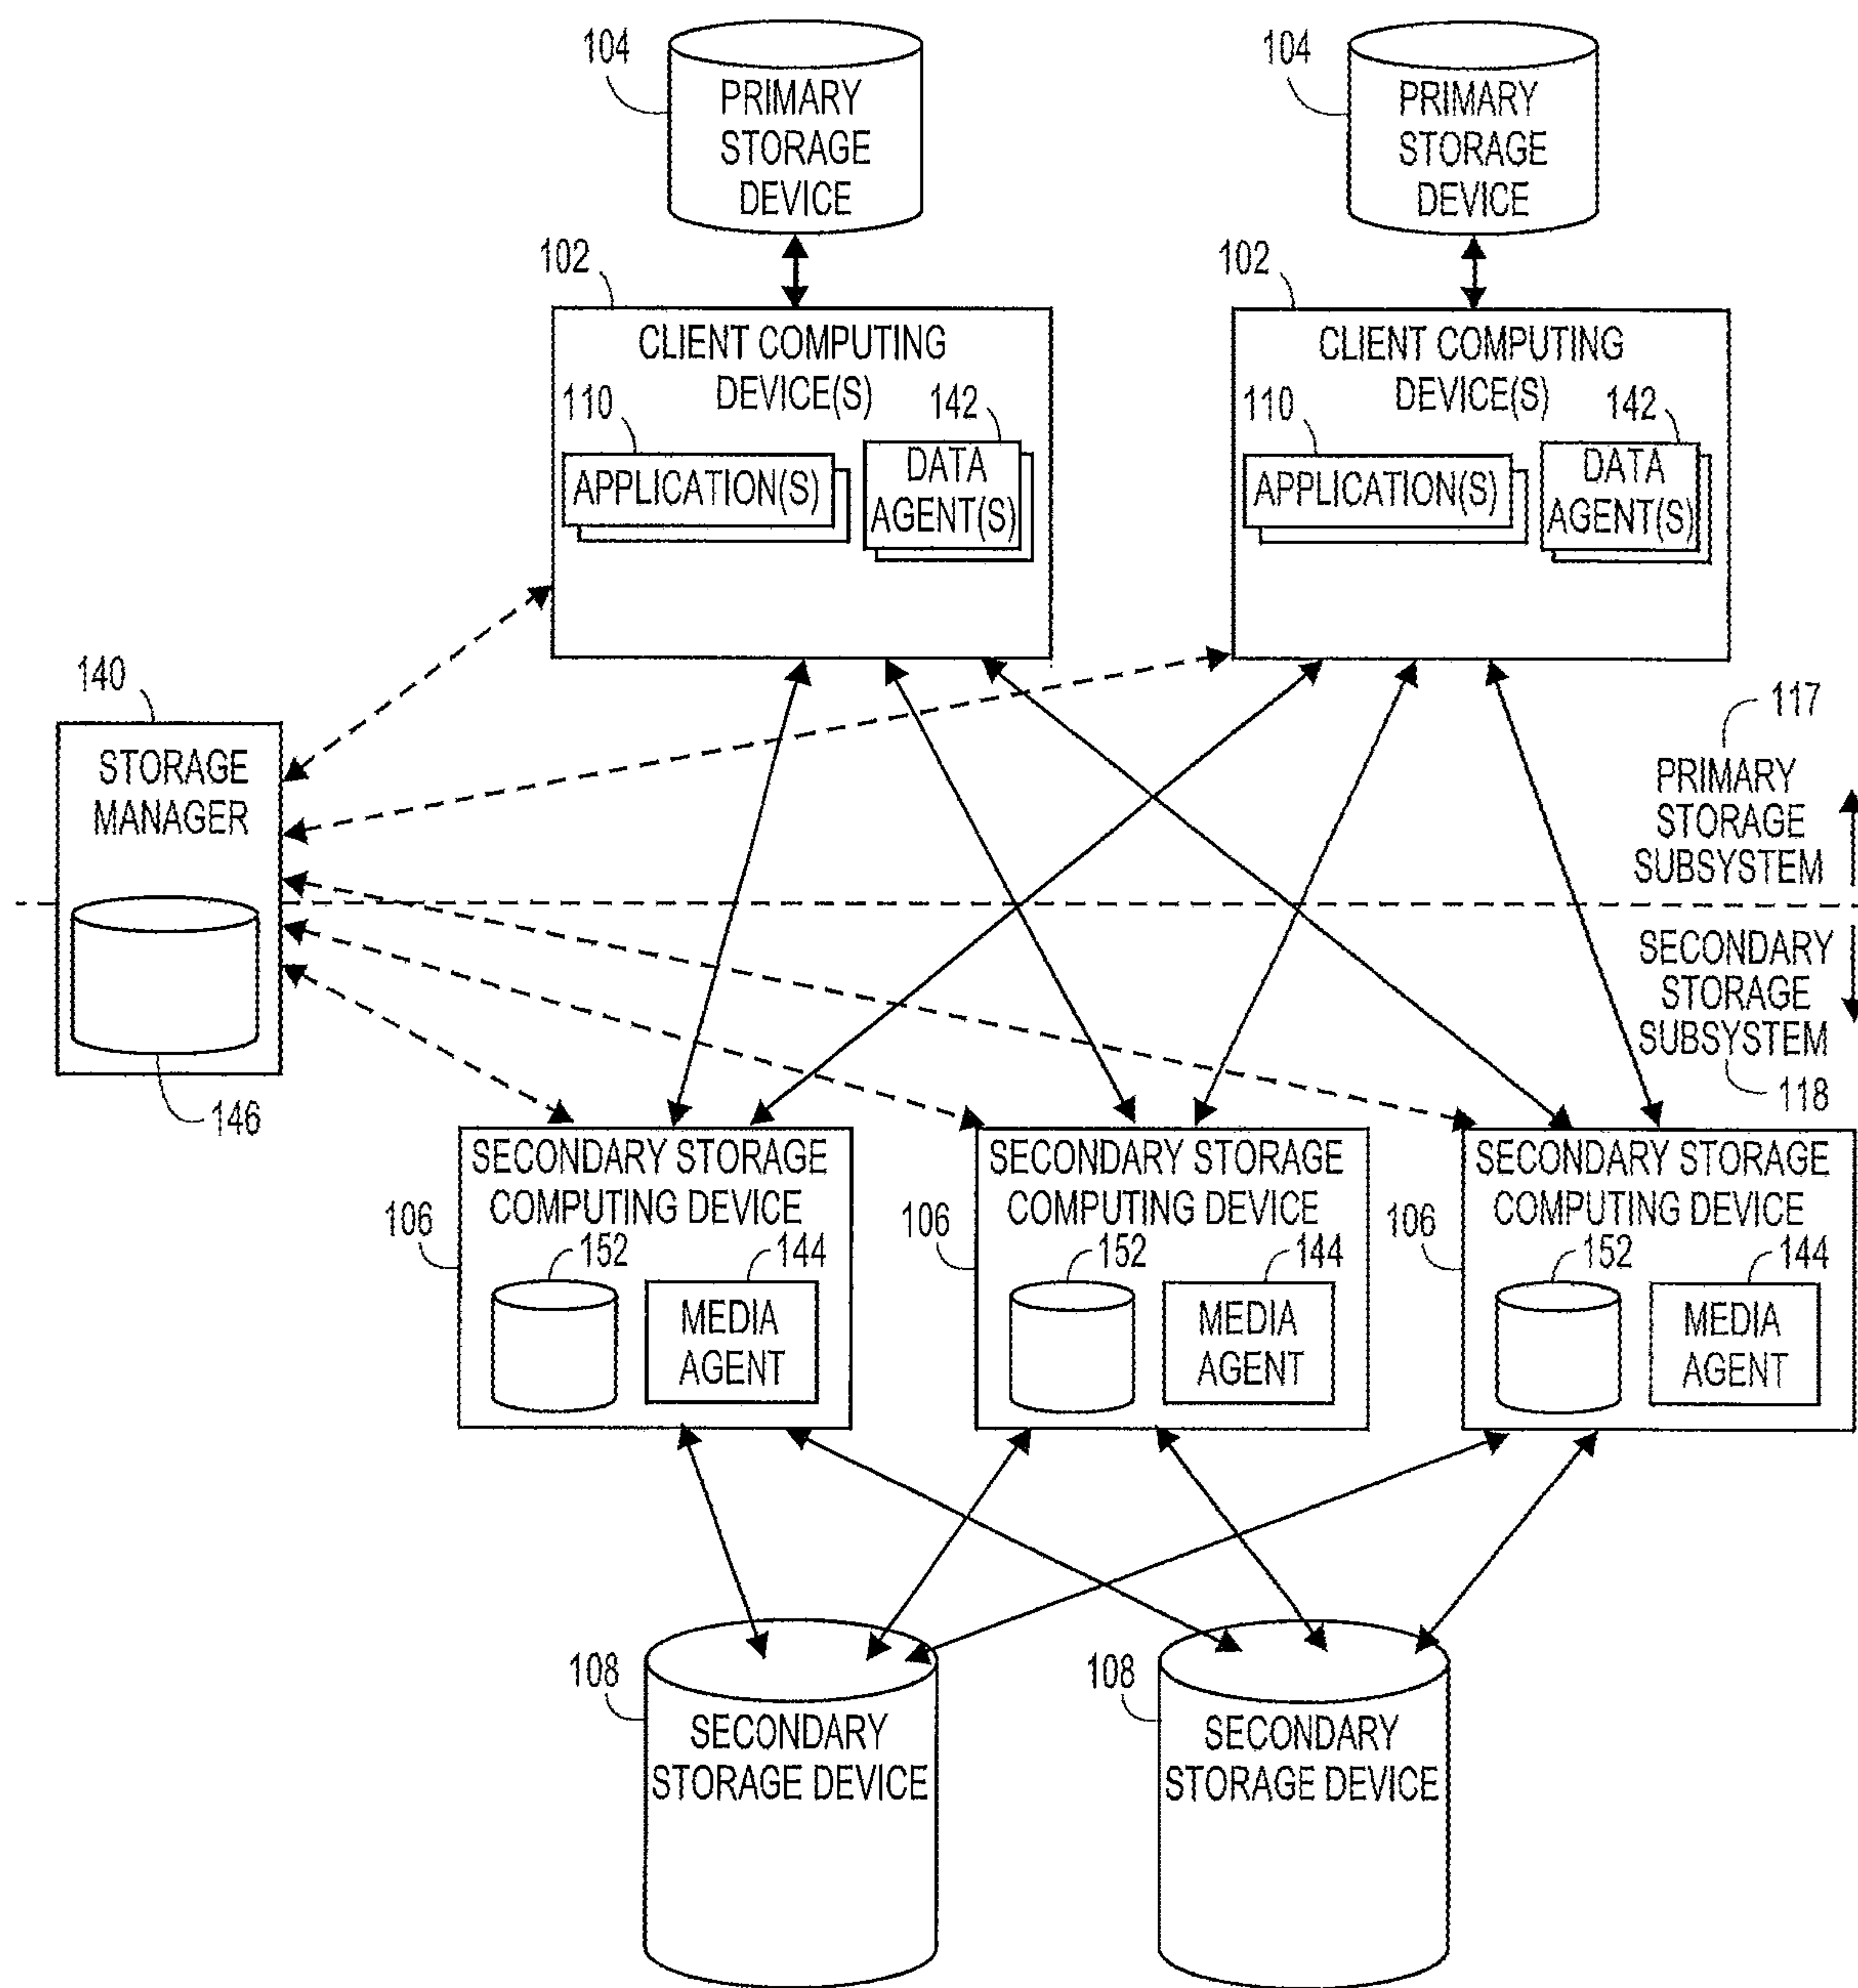 104
PRIMARY
STORAGE
DEVICE
104
PRIMARY
STORAGE
DEVICE
102
CLIENT COMPUTING
DEVICE(S)
110
142
APPLICATION(S)
DATA
AGENT(S)
102
CLIENT COMPUTING
DEVICE(S)
110
142
APPLICATION(S)
DATA
AGENT(S)
140
STORAGE
MANAGER
146
117
PRIMARY
STORAGE
SUBSYSTEM
SECONDARY
STORAGE
SUBSYSTEM
118
SECONDARY STORAGE
COMPUTING DEVICE
106
152
144
MEDIA
AGENT
SECONDARY STORAGE
COMPUTING DEVICE
106
152
144
MEDIA
AGENT
SECONDARY STORAGE
COMPUTING DEVICE
106
152
144
MEDIA
AGENT
108
SECONDARY
STORAGE DEVICE
108
SECONDARY
STORAGE DEVICE